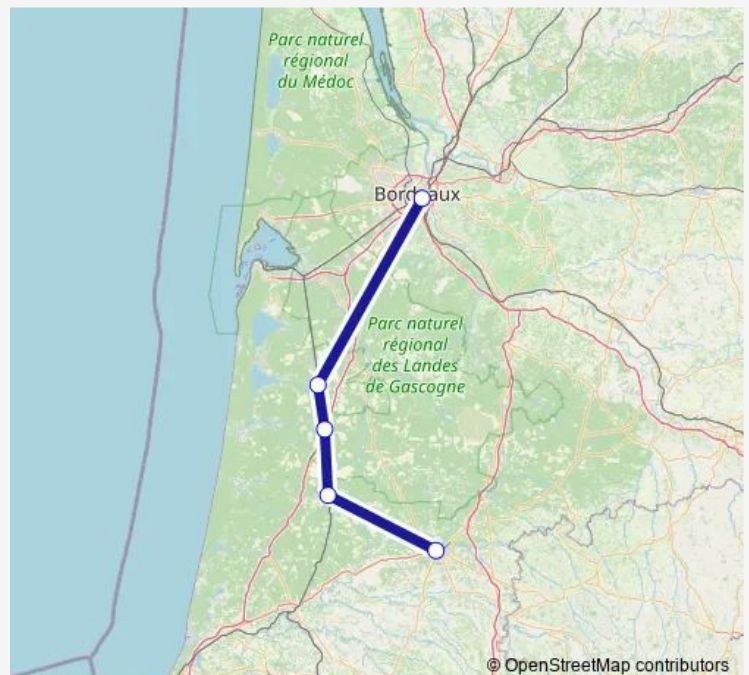 Parc naturel
régional
du Médoc
Bordeaux
Parc naturel
régional
des Landes
de Gascogne
© OpenStreetMap contributors